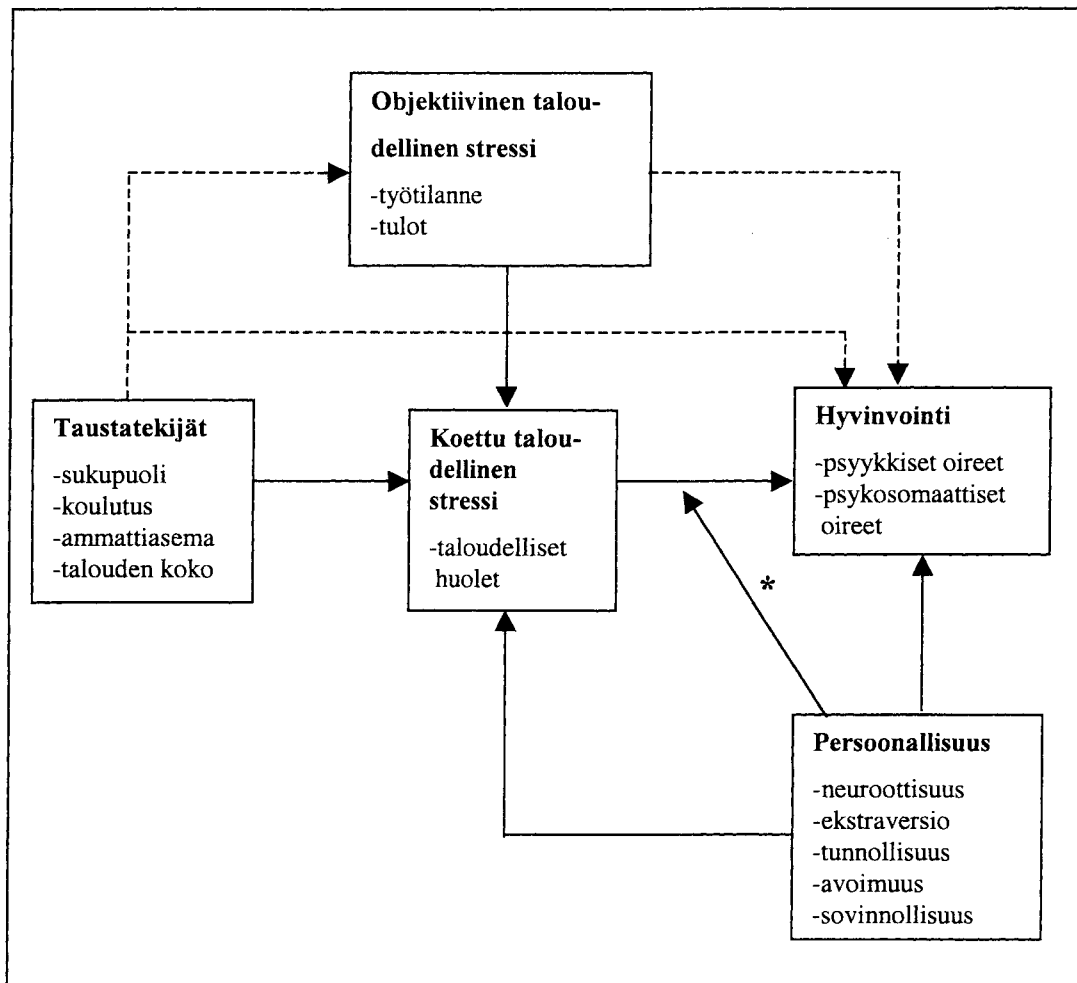 Objektiivinen talou-
dellinen stressi
-työtilanne
-tulot
Taustatekijät
-sukupuoli
-koulutus
-ammattiasema
-talouden koko
Koettu talou-
dellinen
stressi
-taloudelliset
huolet
Hyvinvointi
-psyykkiset oireet
-psykosomaattiset
oireet
*
Persoonallisuus
-neuroottisuus
-ekstraversio
-tunnollisuus
-avoimuus
-sovinnollisuus